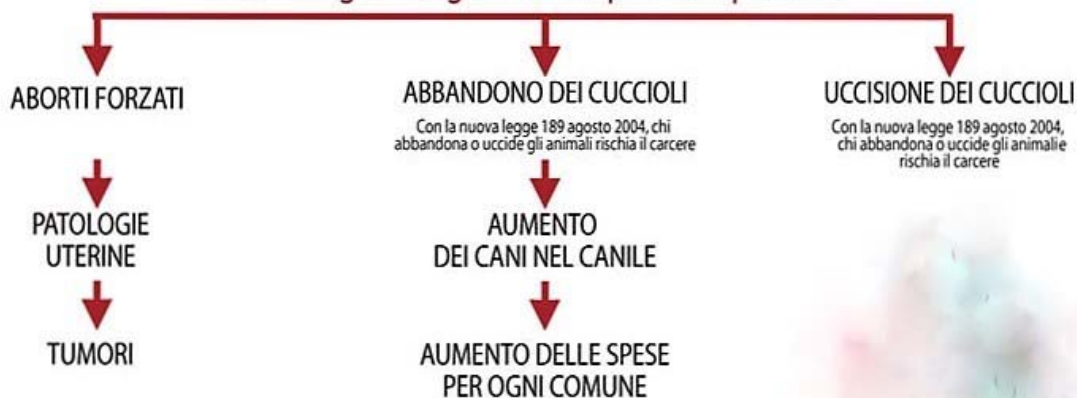 ABORTI FORZATI
PATOLOGIE
UTERINE
TUMORI
ABBANDONO DEI CUCCIOLI
Con la nuova legge 189 agosto 2004, chi
abbandona o uccide gli animali rischia il carcere
AUMENTO
DEI CANI NEL CANILE
AUMENTO DELLE SPESE
PER OGNI COMUNE
UCCISIONE DEI CUCCIOLI
Con la nuova legge 189 agosto 2004,
chi abbandona o uccide gli animalie
rischia il carcere